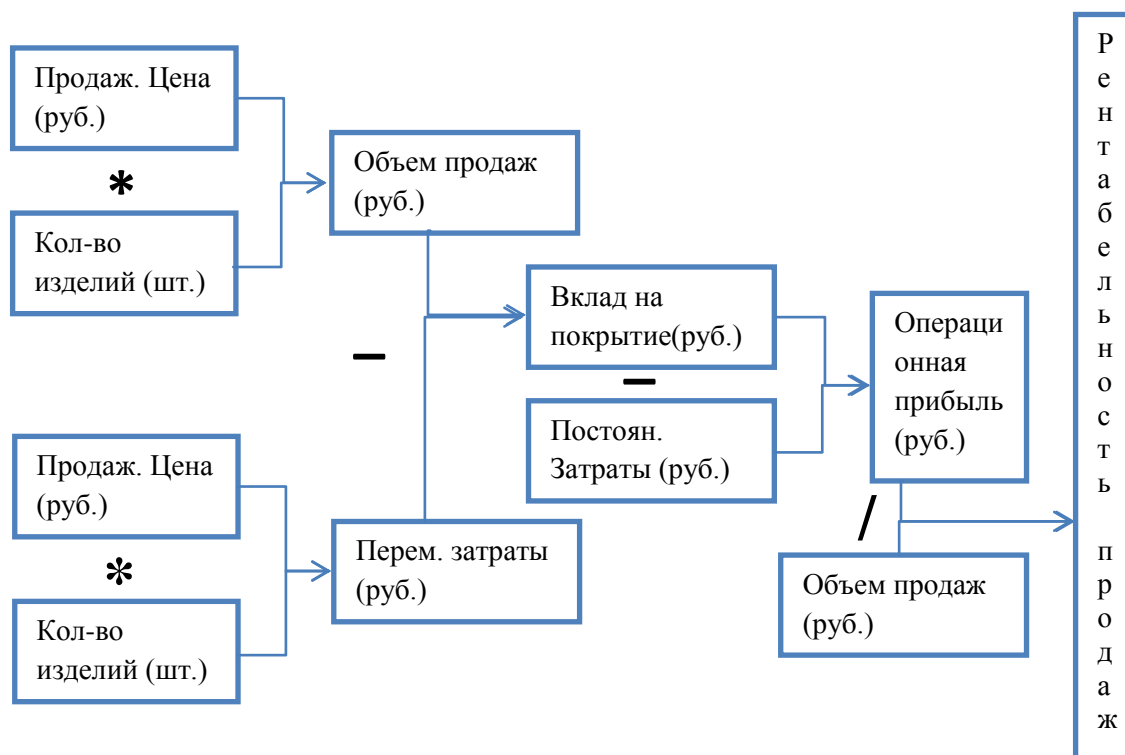 Продаж. Цена
(руб.)
*
Кол-во
изделий (шт.)
Объем продаж
(руб.)
–
Продаж. Цена
(руб.)
*
Кол-во
изделий (шт.)
Перем. затраты
(руб.)
Вклад на
покрытие(руб.)
–
Постоян.
Затраты (руб.)
Операци
онная
прибыль
(руб.)
/
Объем продаж
(руб.)
Р
е
н
т
а
б
е
л
ь
н
о
с
т
ь
п
р
о
д
а
ж